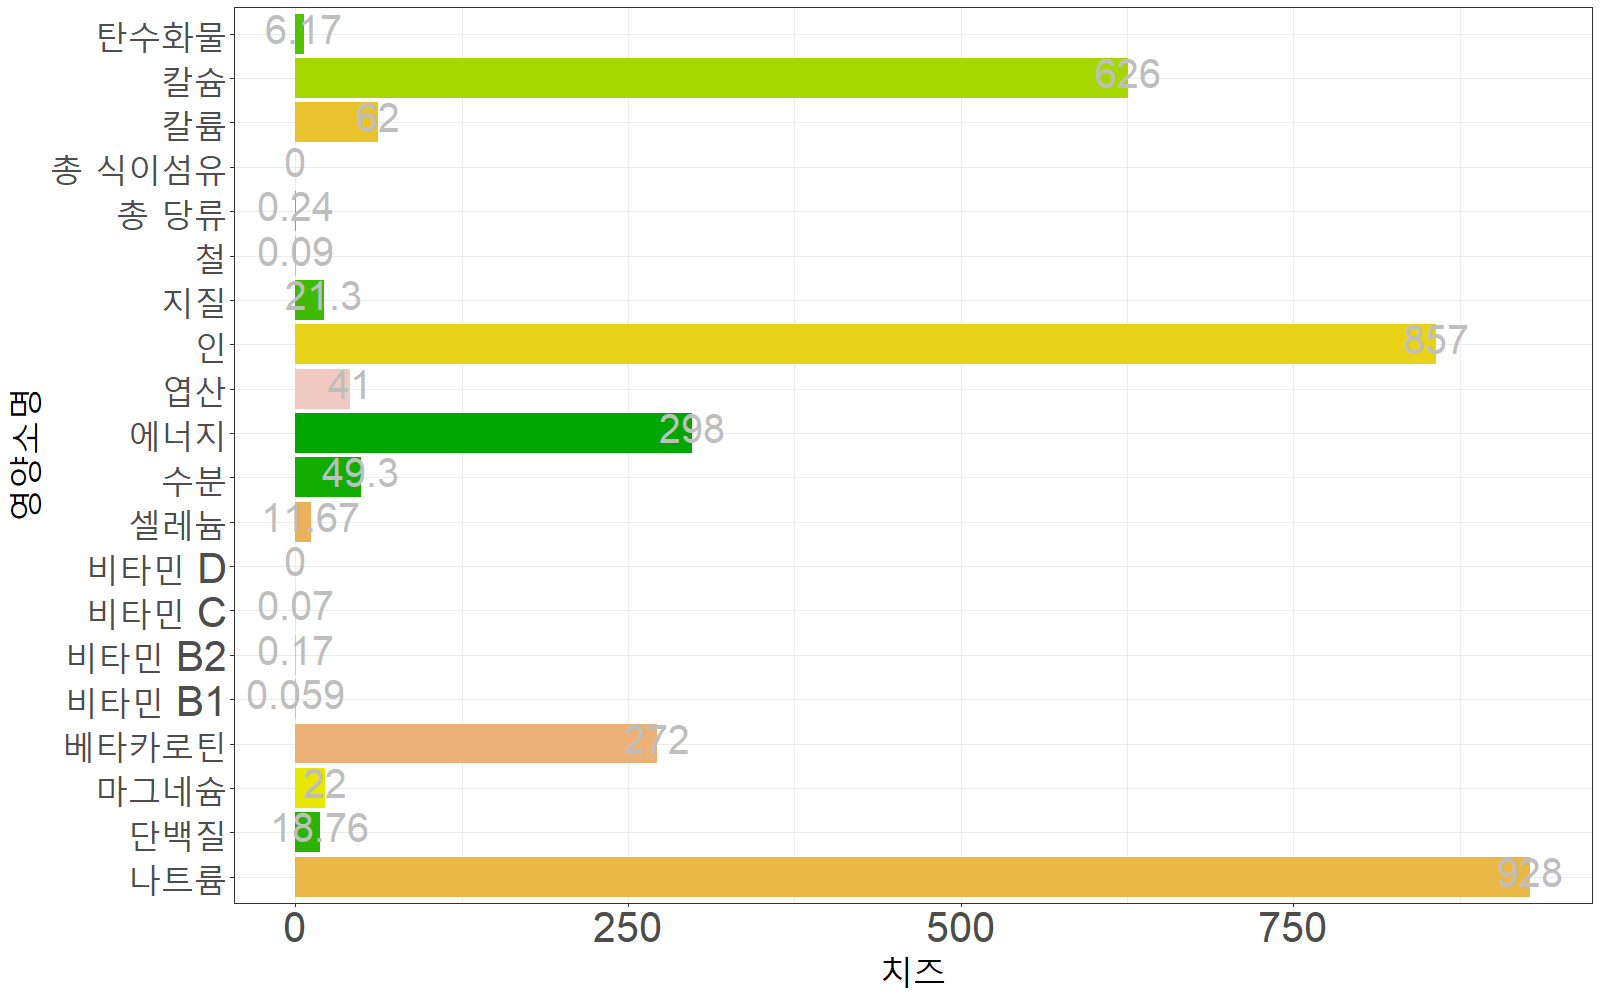 탄수화물 6.17
칼슘 626
칼륨 62
총 식이섬유 0
총 당류 0.24
철 0.09
지질 21.3
인 857
엽산 41
에너지 298
수분 49.3
셀레늄 11.67
비타민 D 0
비타민 C 0.07
비타민 B2 0.17
비타민 B1 0.059
베타카로틴 272
마그네슘 22
단백질 18.76
나트륨 928
영양소명
0 250 500 750
치즈